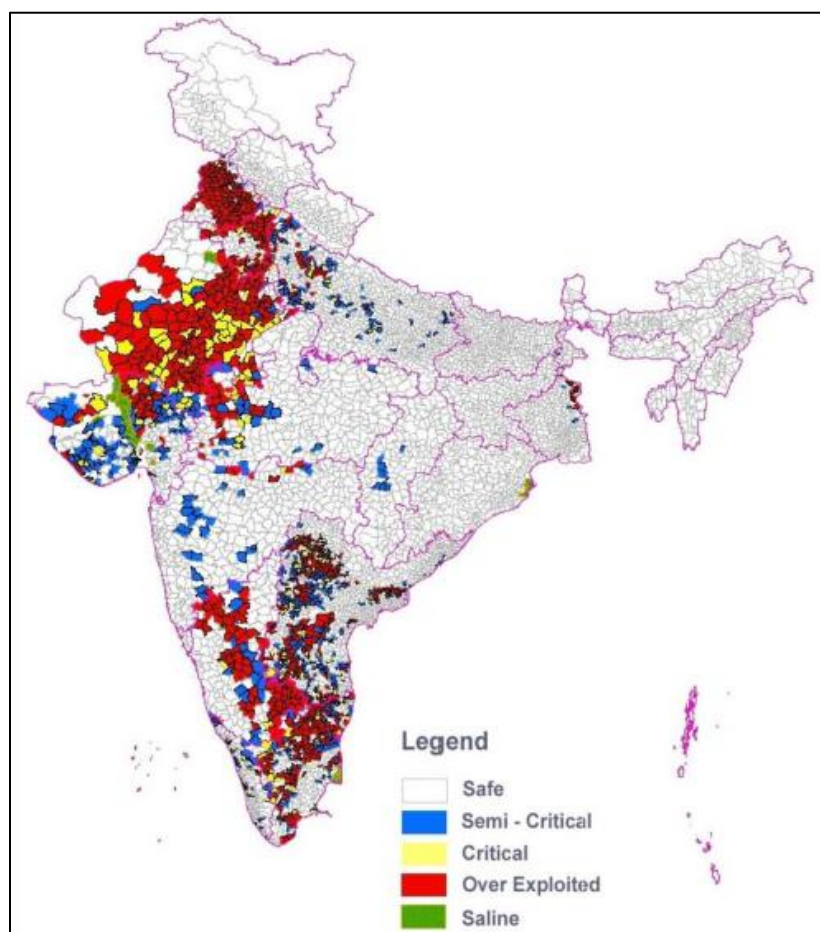 Legend
Safe
Semi - Critical
Critical
Over Exploited
Saline